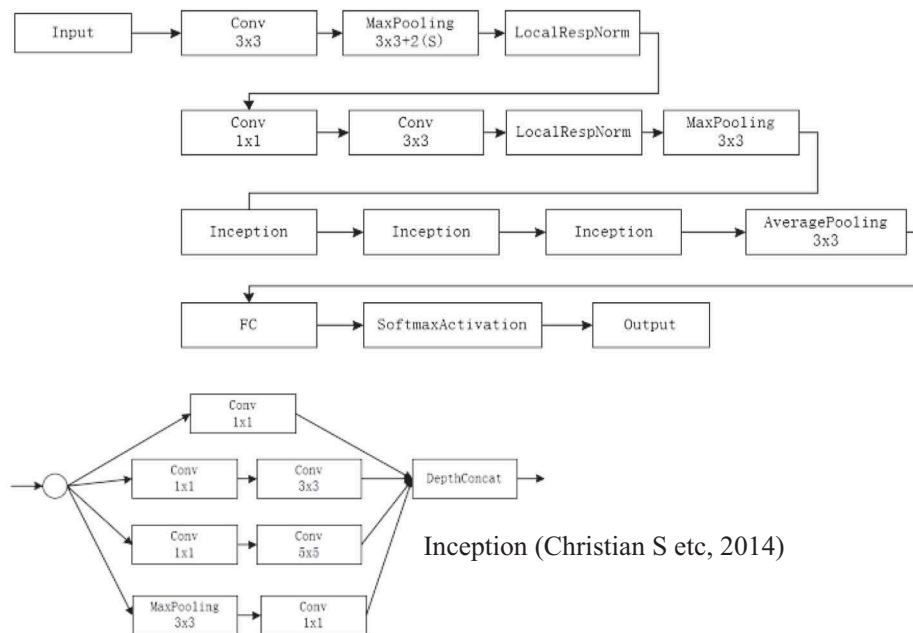 Input
Conv
3x3
MaxPooling
3x3+2(S)
LocalRespNorm
Conv
1x1
Conv
3x3
LocalRespNorm
MaxPooling
3x3
Inception
Inception
Inception
AveragePooling
3x3
FC
SoftmaxActivation
Output
Conv
1x1
Conv
1x1
Conv
3x3
DepthConcat
Conv
1x1
Conv
5x5
Inception (Christian S etc, 2014)
MaxPooling
3x3
Conv
1x1